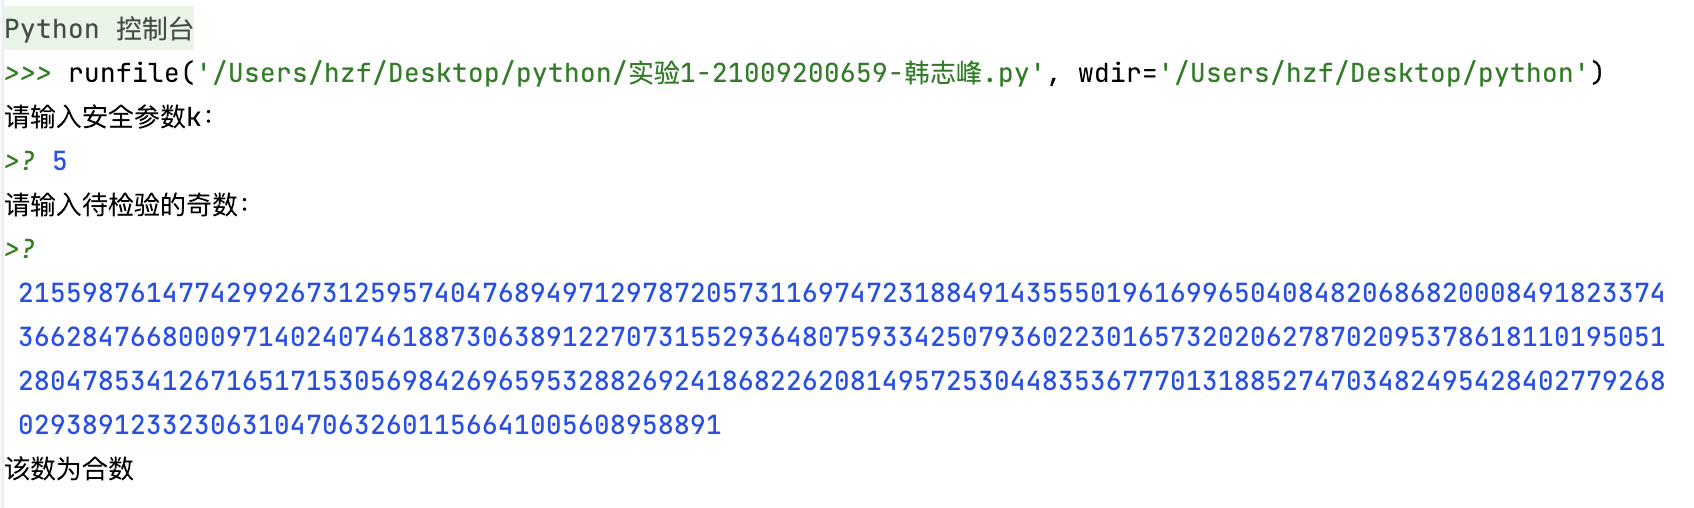 Python 控制台
>>> runfile('/Users/hzf/Desktop/python/实验1-21009200659-韩志峰.py', wdir='/Users/hzf/Desktop/python')
请输入安全参数k:
>? 5
请输入待检验的奇数:
>?
2155987614774299267312595740476894971297872057311697472318849143555019616996504084820686820008491823374
3662847668000971402407461887306389122707315529364807593342507936022301657320206278702095378618110195051
2804785341267165171530569842696595328826924186822620814957253044835367770131885274703482495428402779268
02938912332306310470632601156641005608958891
该数为合数